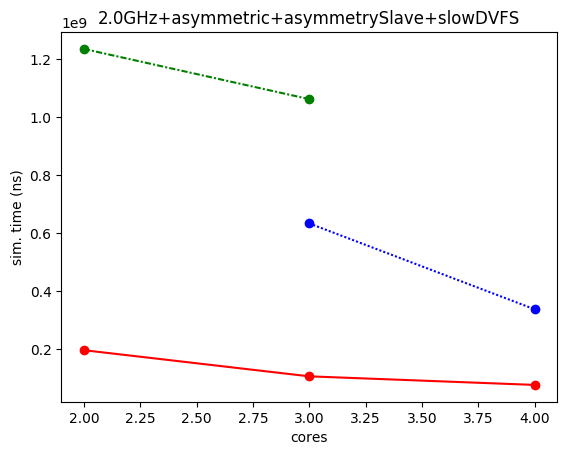 2.0GHz+asymmetric+asymmetrySlave+slowDVFS
1e9
1.2
1.0
0.8
0.6
0.4
0.2
sim. time (ns)
2.00 2.25 2.50 2.75 3.00 3.25 3.50 3.75 4.00
cores